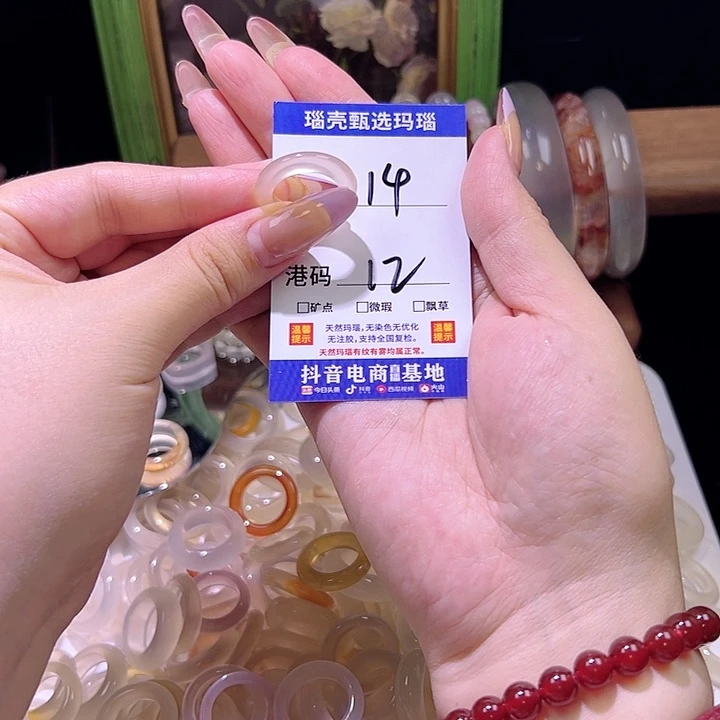 瑙壳甄选玛瑙
14
港码 12
□矿点 □微瑕 □飘草
温馨提示
天然玛瑙,无染色无优化
无注胶,支持全国复检。
温馨提示
天然玛瑙有纹有雾均属正常。
抖音电商直播基地
今日头条 抖音 西瓜视频 火山